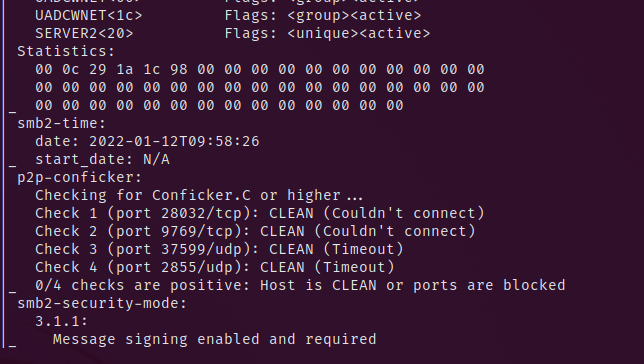 UADCWNET<1c> Flags: <group><active>
SERVER2<20> Flags: <unique><active>
Statistics:
00 0c 29 1a 1c 98 00 00 00 00 00 00 00 00 00 00 00
00 00 00 00 00 00 00 00 00 00 00 00 00 00 00 00 00
_ 00 00 00 00 00 00 00 00 00 00 00 00 00 00
smb2-time:
date: 2022-01-12T09:58:26
_ start_date: N/A
p2p-conficker:
Checking for Conficker.C or higher...
Check 1 (port 28032/tcp): CLEAN (Couldn't connect)
Check 2 (port 9769/tcp): CLEAN (Couldn't connect)
Check 3 (port 37599/udp): CLEAN (Timeout)
Check 4 (port 2855/udp): CLEAN (Timeout)
_ 0/4 checks are positive: Host is CLEAN or ports are blocked
smb2-security-mode:
3.1.1:
_ Message signing enabled and required